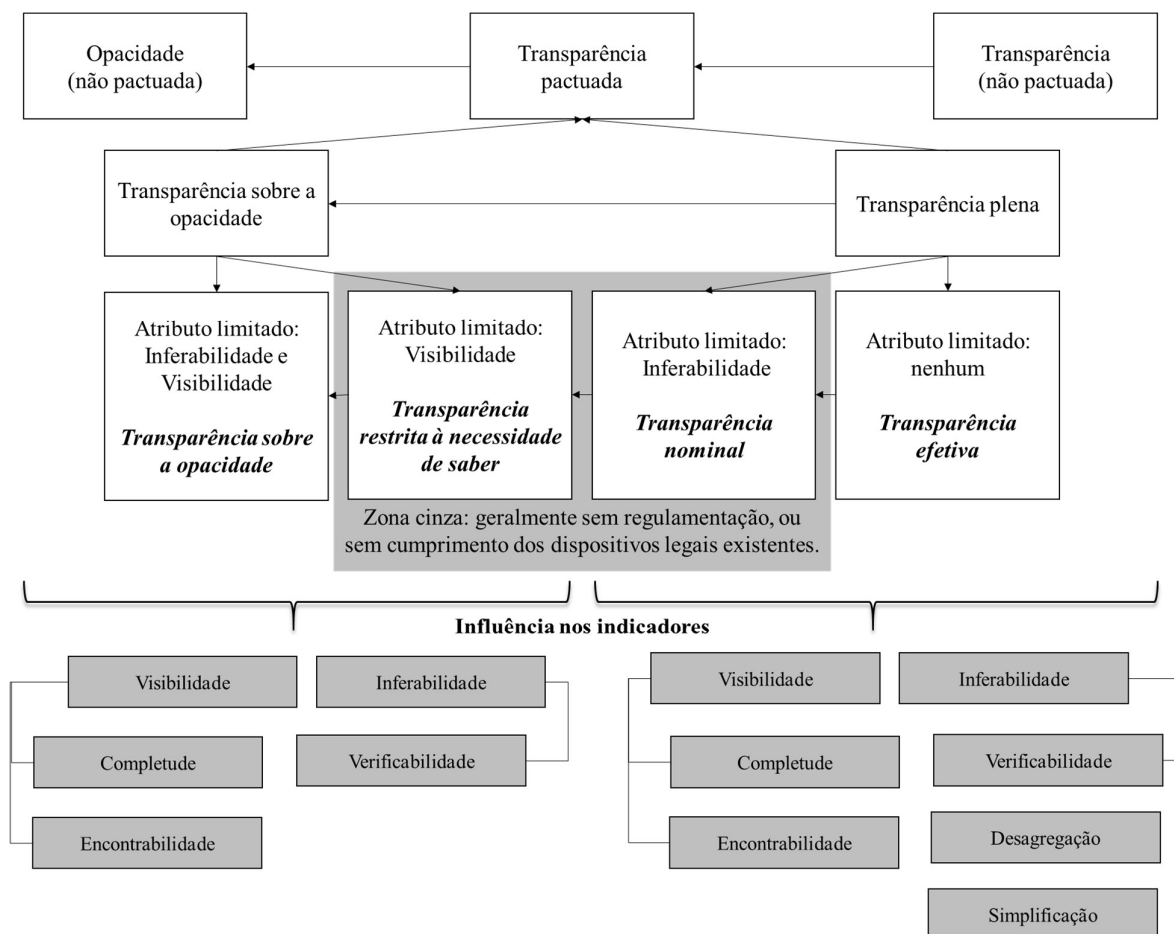 Opacidade
(não pactuada)
Transparência
pactuada
Transparência
(não pactuada)
Transparência sobre a
opacidade
Transparência plena
Atributo limitado:
Inferabilidade e
Visibilidade
Transparência sobre
a opacidade
Atributo limitado:
Visibilidade
Transparência
restrita à necessidade
de saber
Atributo limitado:
Inferabilidade
Transparência
nominal
Atributo limitado:
nenhum
Transparência
efetiva
Zona cinza: geralmente sem regulamentação, ou
sem cumprimento dos dispositivos legais existentes.
Influência nos indicadores
Visibilidade
Completude
Encontrabilidade
Inferabilidade
Verificabilidade
Visibilidade
Completude
Encontrabilidade
Inferabilidade
Verificabilidade
Desagregação
Simplificação